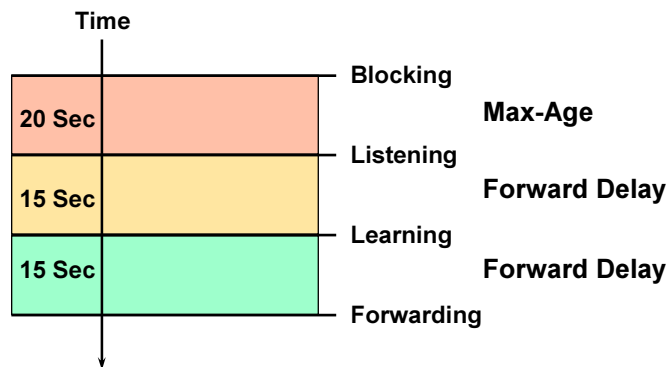 Time
Blocking
20 Sec
Max-Age
Listening
15 Sec
Forward Delay
Learning
15 Sec
Forward Delay
Forwarding